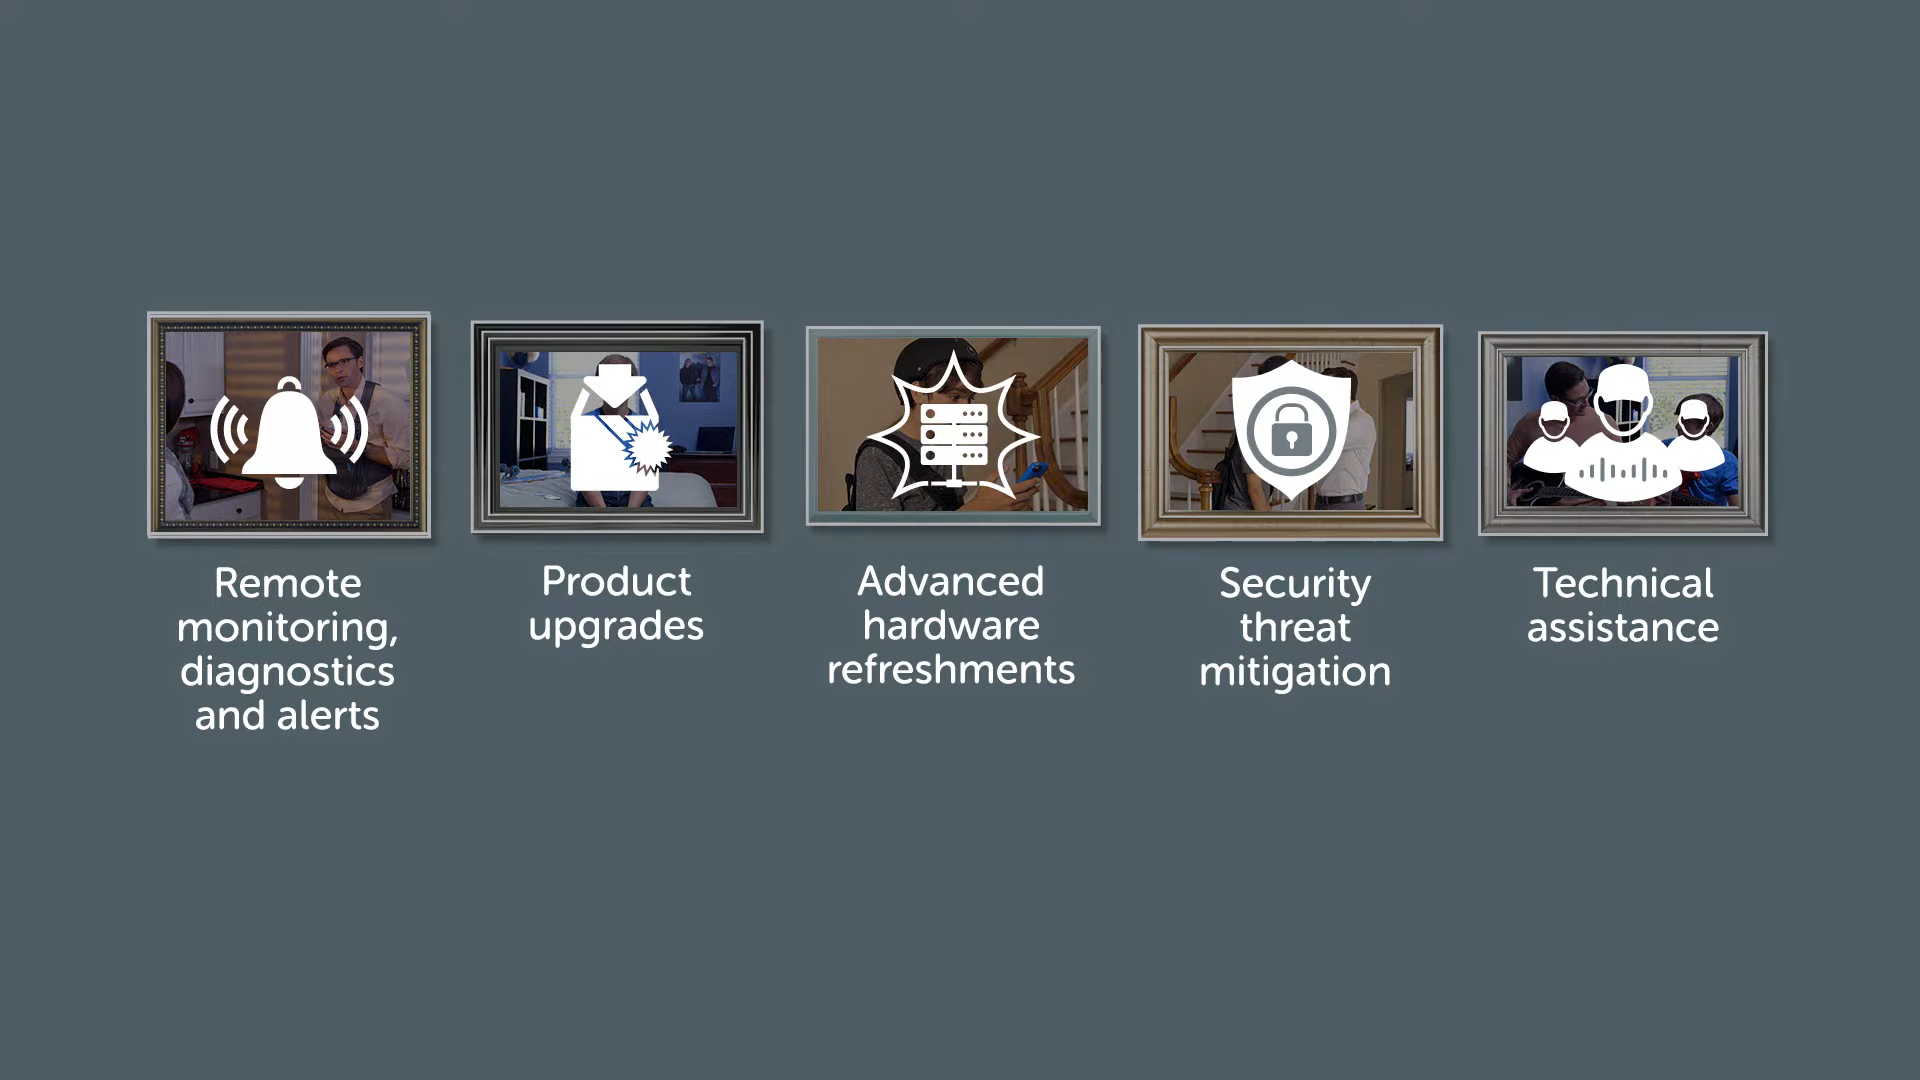 Remote
monitoring,
diagnostics
and alerts
Product
upgrades
Advanced
hardware
refreshments
Security
threat
mitigation
Technical
assistance